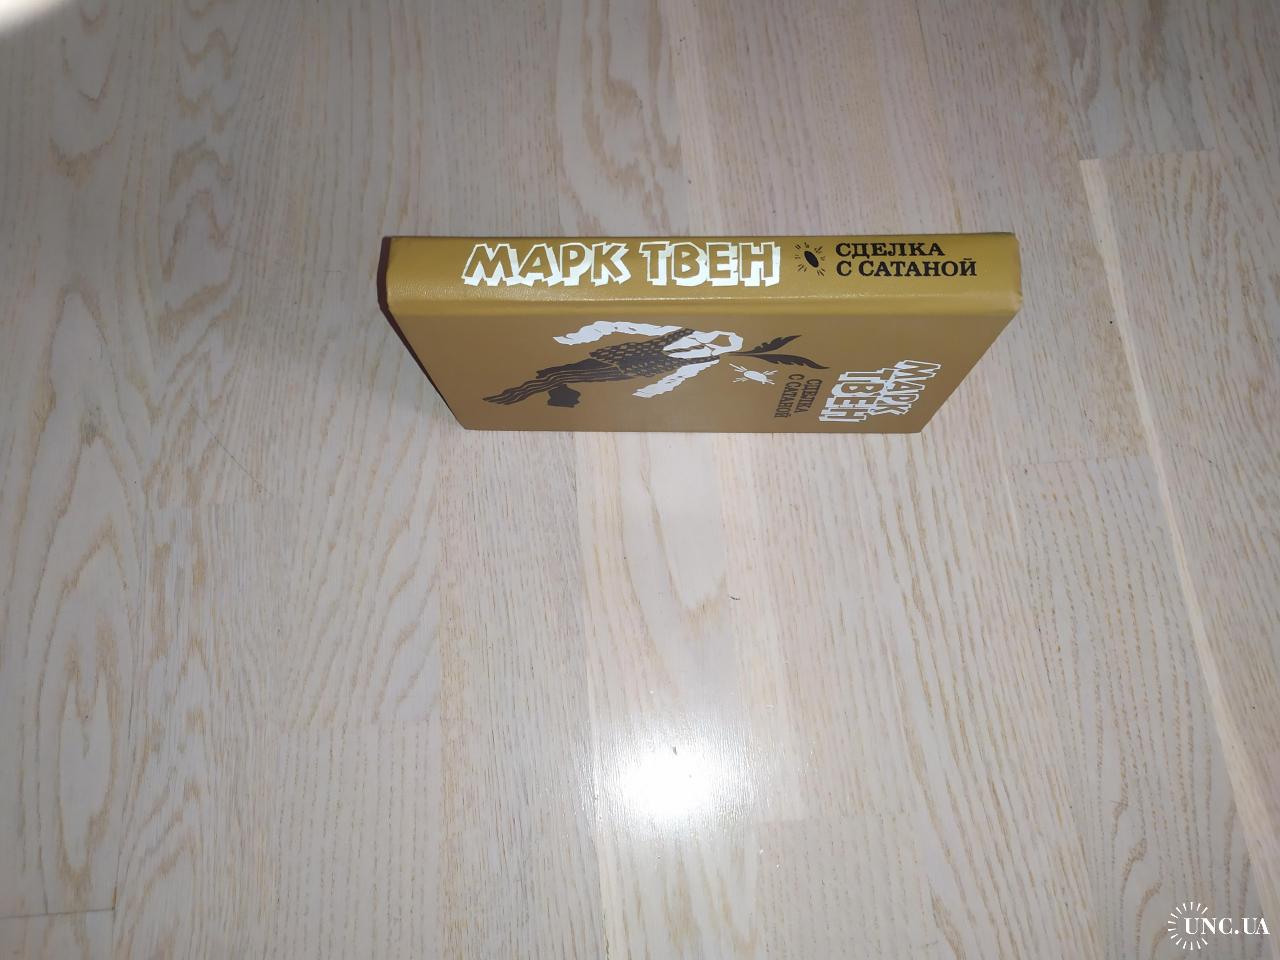 МАРК ТВЕН
СДЕЛКА
С САТАНОЙ
МАРК
ТВЕН
СДЕЛКА
С САТАНОЙ
UNC.UA